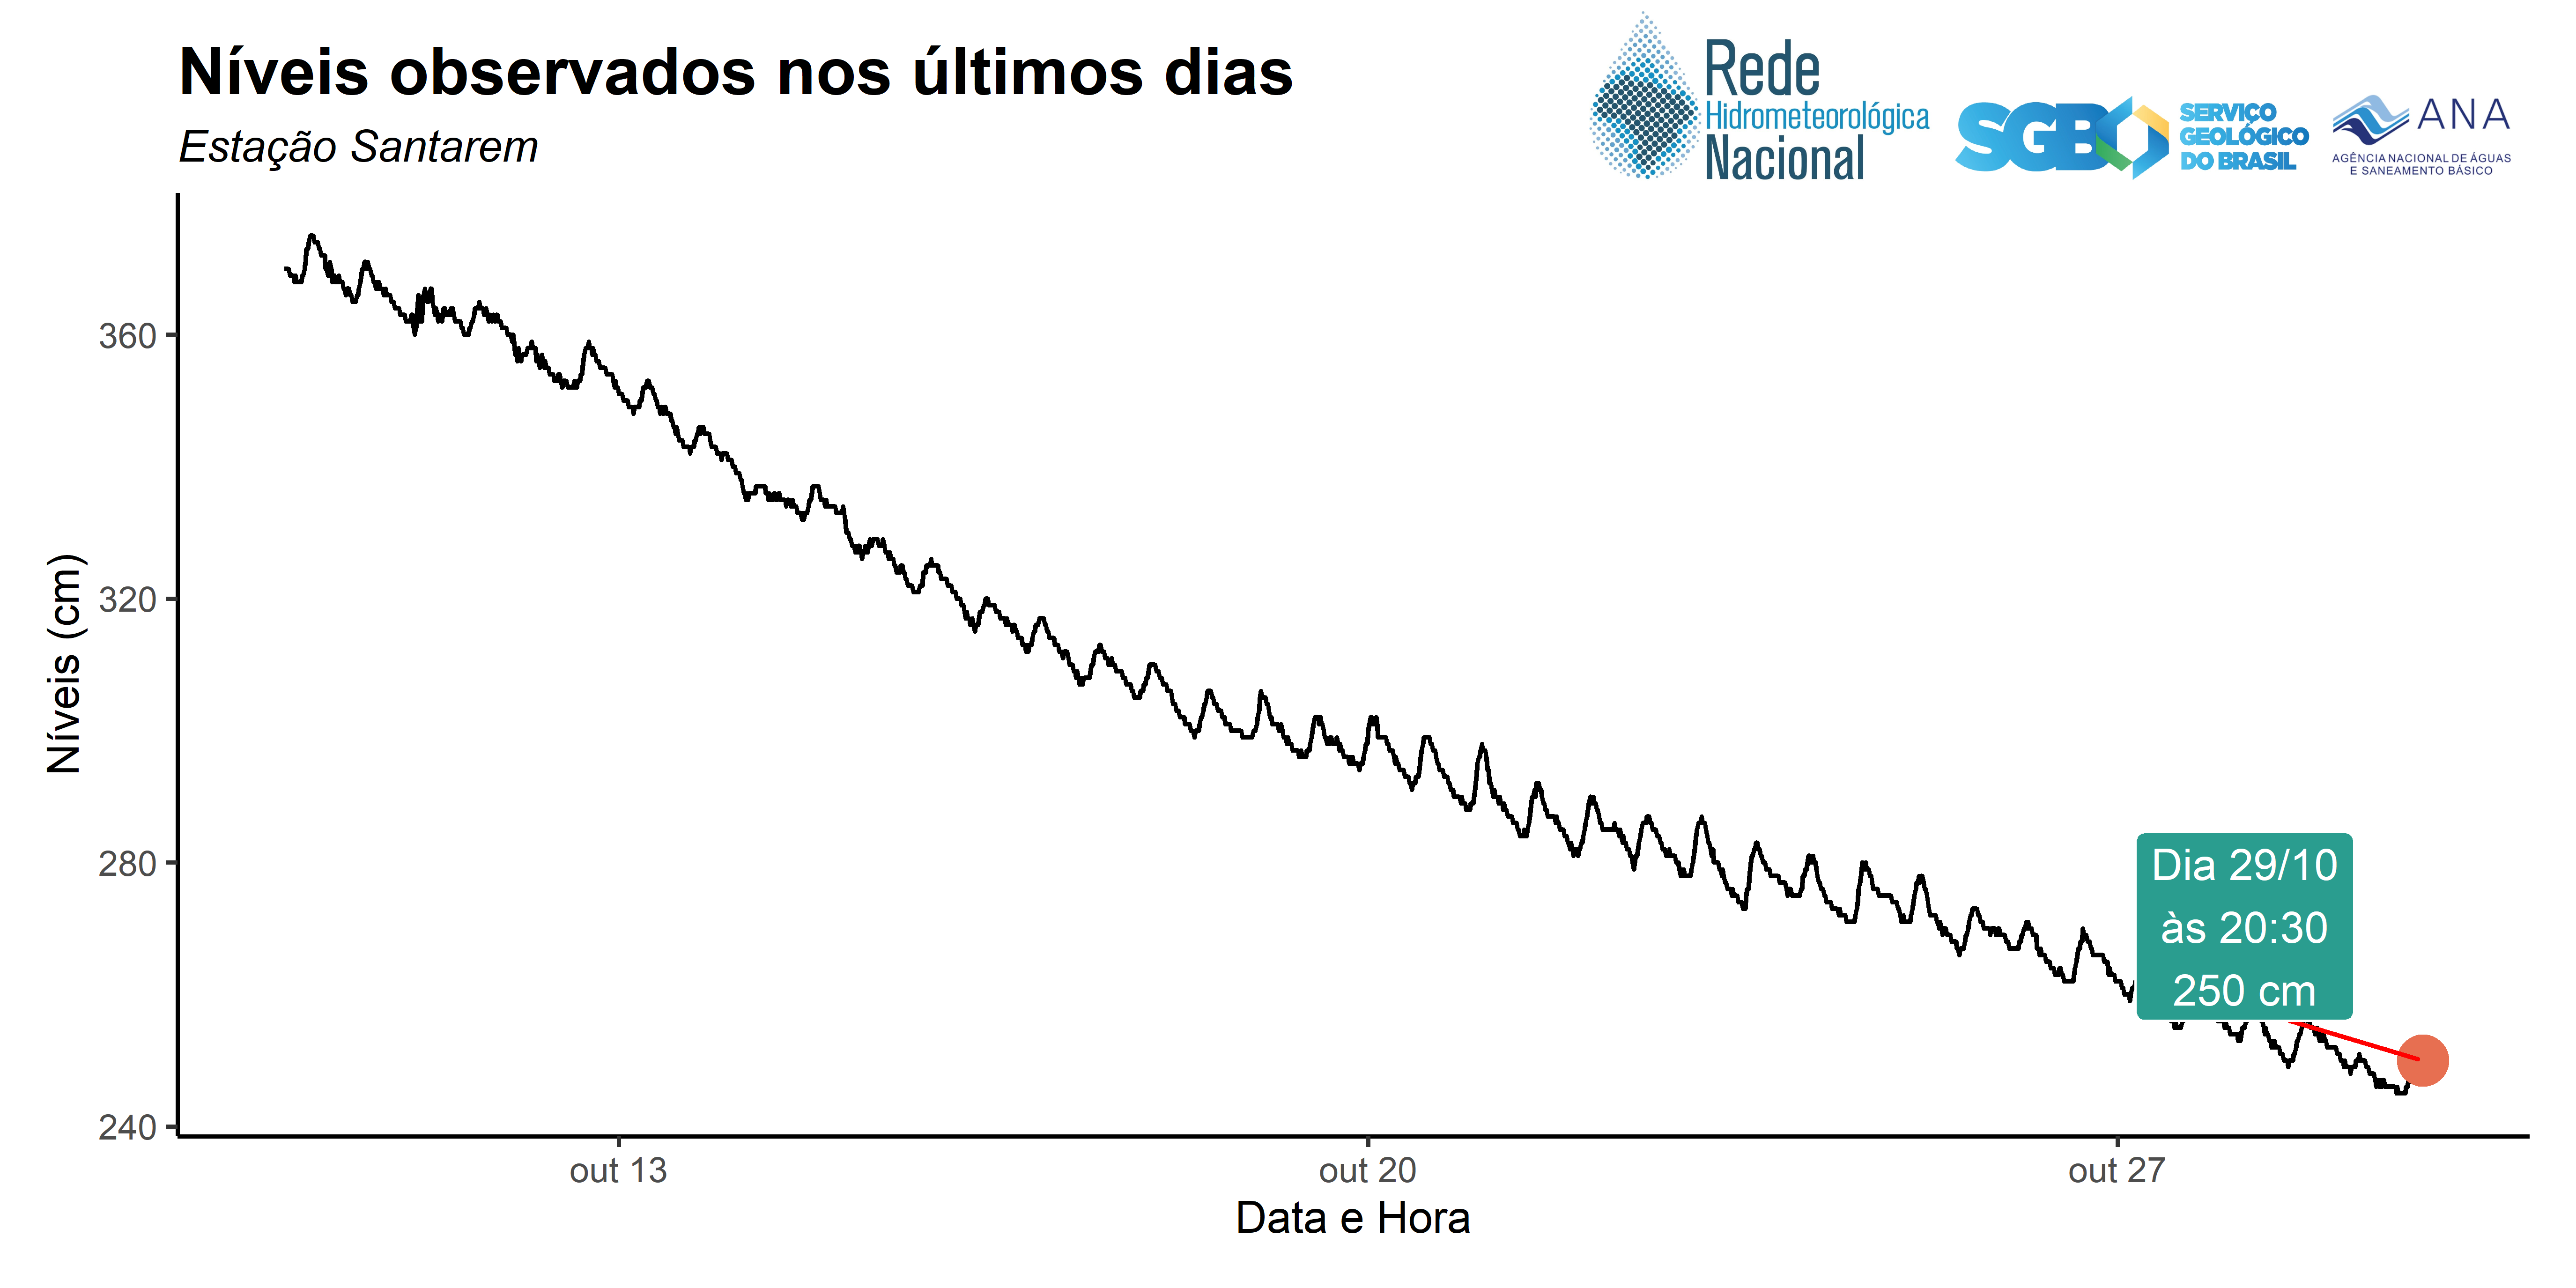 Níveis observados nos últimos dias
Estação Santarem
Rede
Hidrometeorológica
Nacional
SGB
SERVIÇO
GEOLÓGICO
DO BRASIL
ANA
AGÊNCIA NACIONAL DE ÁGUAS
E SANEAMENTO BÁSICO
Níveis (cm)
360
320
280
240
Dia 29/10
às 20:30
250 cm
out 13
out 20
out 27
Data e Hora